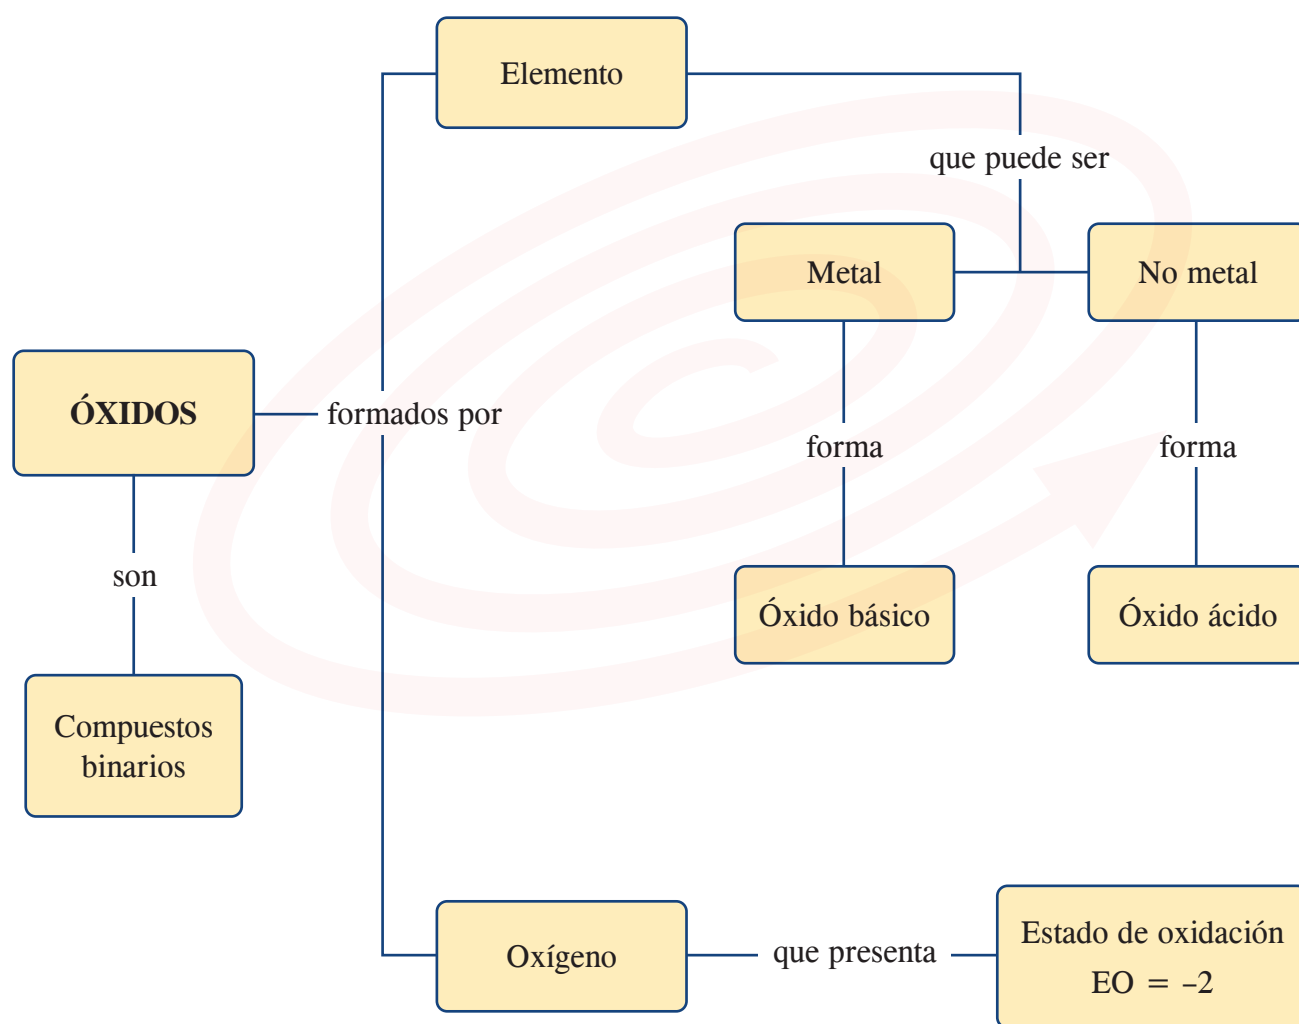 Elemento
que puede ser
Metal
No metal
ÓXIDOS
formados por
forma
forma
son
Óxido básico
Óxido ácido
Compuestos
binarios
Oxígeno
que presenta
Estado de oxidación
EO = –2